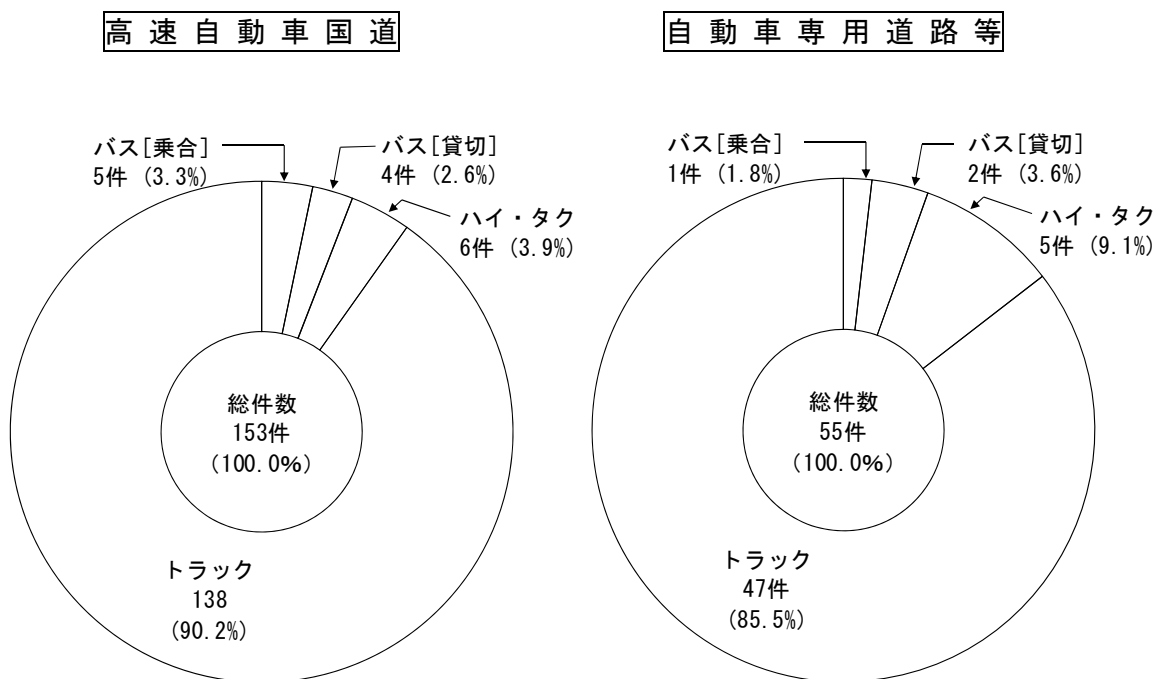 高速自動車国道
バス[乗合]
5件 (3.3%)
バス[貸切]
4件 (2.6%)
ハイ・タク
6件 (3.9%)
総件数
153件
(100.0%)
トラック
138
(90.2%)
自動車専用道路等
バス[乗合]
1件 (1.8%)
バス[貸切]
2件 (3.6%)
ハイ・タク
5件 (9.1%)
総件数
55件
(100.0%)
トラック
47件
(85.5%)